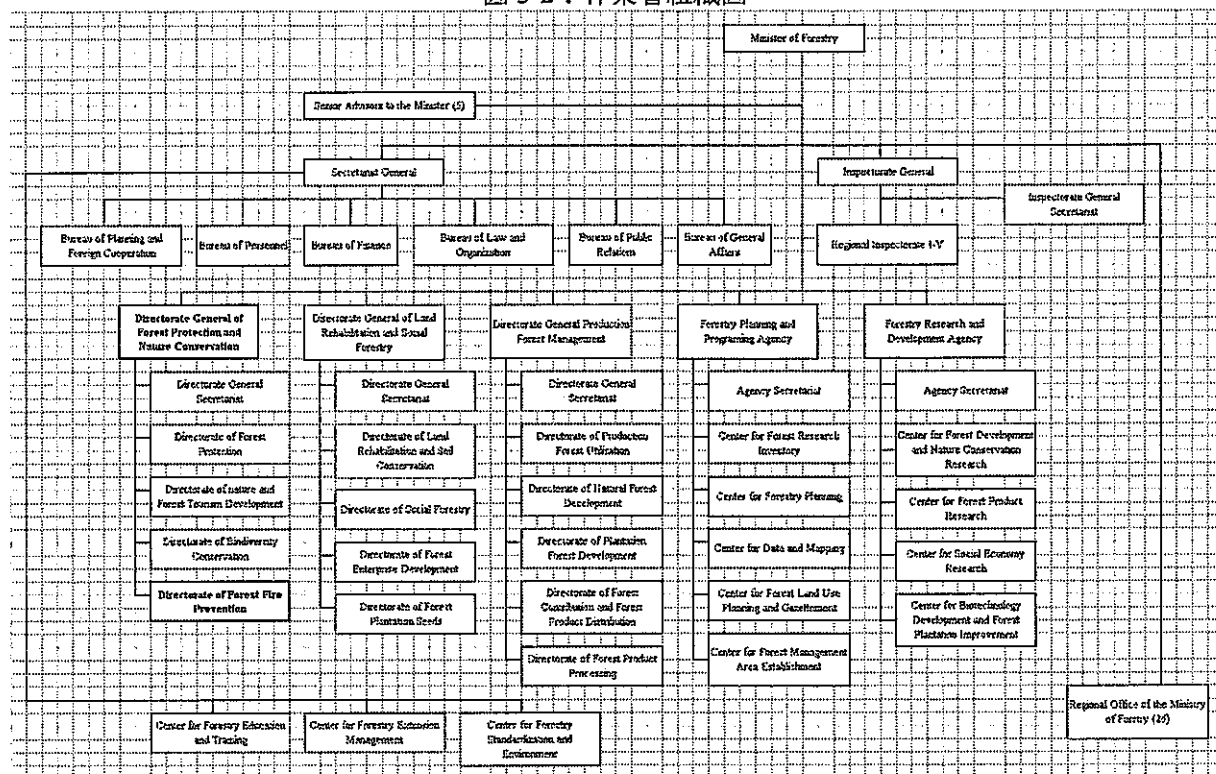 Minister of Forestry
Senior Advisors to the Minister (5)
Secretariat General
Inspectorate General
Inspectorate General
Secretariat
Bureau of Planning and
Foreign Cooperation
Bureau of Personnel
Bureau of Finance
Bureau of Law and
Organization
Bureau of Public
Relations
Bureau of General
Affairs
Regional Inspectorate I-V
Directorate General of
Forest Protection and
Nature Conservation
Directorate General of Land
Rehabilitation and Social
Forestry
Directorate General Production
Forest Management
Forestry Planning and
Programing Agency
Forestry Research and
Development Agency
Directorate General
Secretariat
Directorate of Forest
Protection
Directorate of nature and
Forest Tourism Development
Directorate of Biodiversity
Conservation
Directorate of Forest Fire
Prevention
Directorate General
Secretariat
Directorate of Land
Rehabilitation and Soil
Conservation
Directorate of Social Forestry
Directorate of Forest
Enterprise Development
Directorate of Forest
Plantation Seeds
Directorate General
Secretariat
Directorate of Production
Forest Utilization
Directorate of Natural Forest
Development
Directorate of Plantation
Forest Development
Directorate of Forest
Contribution and Forest
Product Distribution
Directorate of Forest Product
Processing
Agency Secretariat
Center for Forest Research
Inventory
Center for Forestry Planning
Center for Data and Mapping
Center for Forest Land Use
Planning and Gazettement
Center for Forest Management
Area Establishment
Agency Secretariat
Center for Forest Development
and Nature Conservation
Research
Center for Forest Product
Research
Center for Social Economy
Research
Center for Biotechnology
Development and Forest
Plantation Improvement
Center for Forestry Education
and Training
Center for Forestry Extension
Management
Center for Forestry
Standardization and
Environment
Regional Office of the Ministry
of Forestry (26)